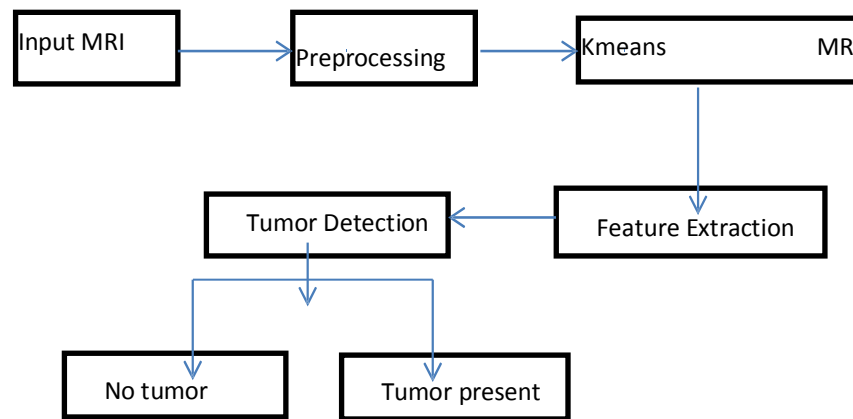 Input MRI
Preprocessing
Kmeans MR
Feature Extraction
Tumor Detection
No tumor
Tumor present